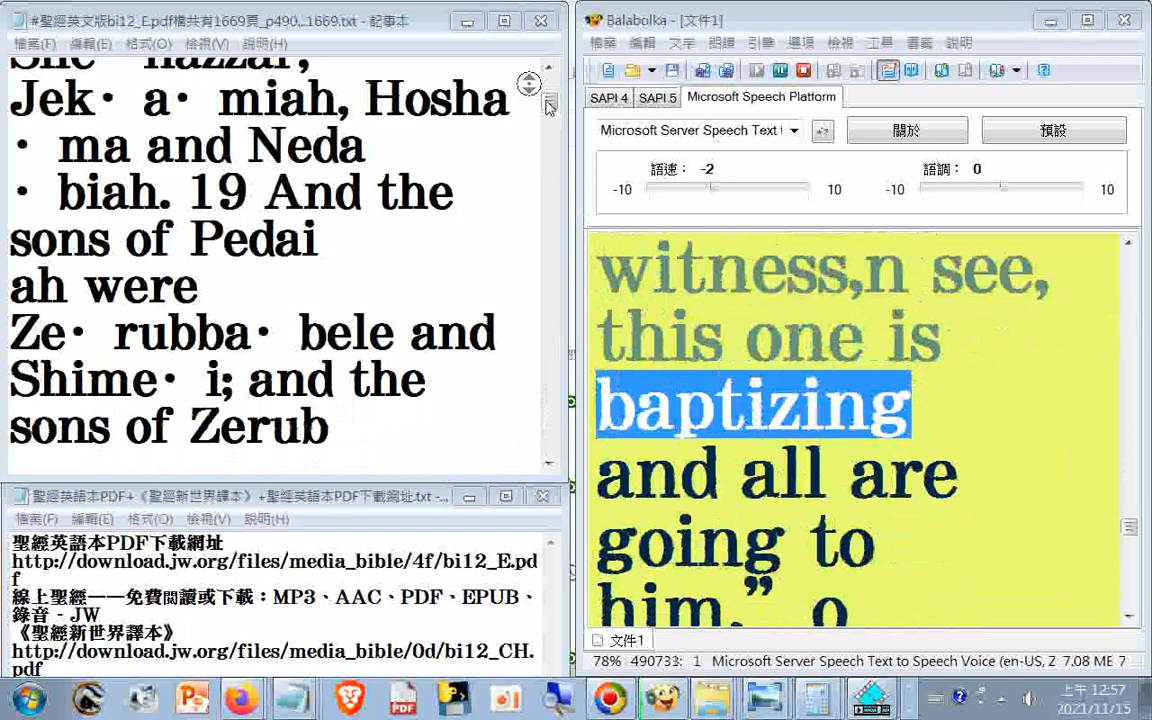 #聖經英文版bi12_E.pdf檔共有1669頁_p490,..1669.txt - 記事本
檔案(F) 編輯(E) 格式(O) 檢視(V) 說明(H)
She · hazzar,
Jek· a· miah, Hosha
· ma and Neda
· biah. 19 And the
sons of Pedai
ah were
Ze· rubba· bele and
Shime· i; and the
sons of Zerub
聖經英語本PDF+《聖經新世界譯本》+聖經英語本PDF下載網址.txt - ...
檔案(F) 編輯(E) 格式(O) 檢視(V) 說明(H)
聖經英語本PDF下載網址
http://download.jw.org/files/media_bible/4f/bi12_E.pd
f
線上聖經——免費閱讀或下載：MP3、AAC、PDF、EPUB、
錄音 - JW
《聖經新世界譯本》
http://download.jw.org/files/media_bible/0d/bi12_CH.
pdf
Balabolka - [文件1]
檔案 編輯 文字 朗讀 引擎 選項 檢視 工具 書籤 說明
SAPI 4 SAPI 5 Microsoft Speech Platform
Microsoft Server Speech Text t 關於 預設
語速： -2 語調： 0
-10 10 -10 10
witness,n see,
this one is
baptizing
and all are
going to
him.” o
文件1
78% 490733: 1 Microsoft Server Speech Text to Speech Voice (en-US, Z 7.08 ME 7
PDF
上午 12:57
2021/11/15